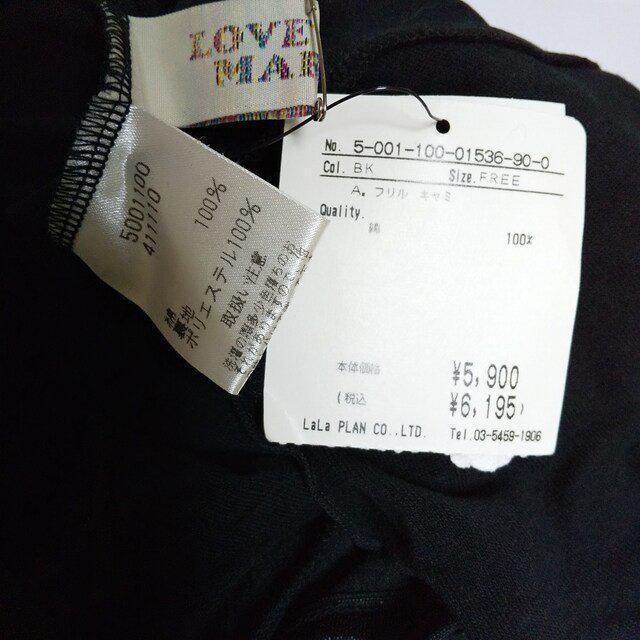 LOVE
MAR
5001100
411110
綿 100%
裏地
ポリエステル100%
取扱い注意
No. 5-001-100-01536-90-0
Col. BK Size. FREE
A. フリル キャミ
Quality.
綿 100%
本体価格 ¥5,900
(税込 ¥6,195)
LaLa PLAN CO.,LTD. Tel.03-5459-1906